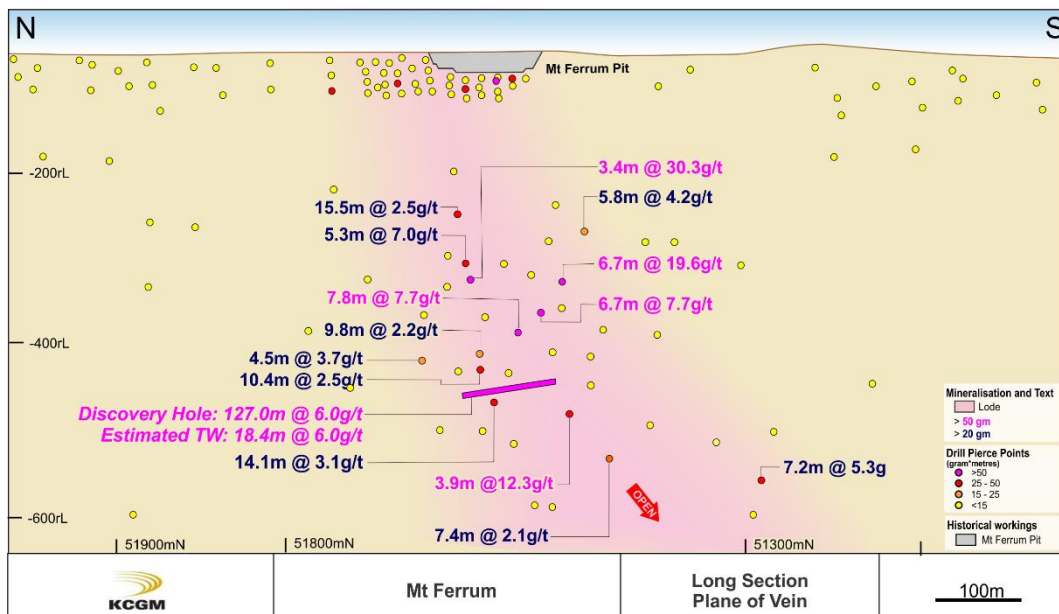 N
S
Mt Ferrum Pit
-200rL
3.4m @ 30.3g/t
5.8m @ 4.2g/t
15.5m @ 2.5g/t
5.3m @ 7.0g/t
6.7m @ 19.6g/t
7.8m @ 7.7g/t
6.7m @ 7.7g/t
9.8m @ 2.2g/t
-400rL
4.5m @ 3.7g/t
10.4m @ 2.5g/t
Discovery Hole: 127.0m @ 6.0g/t
Estimated TW: 18.4m @ 6.0g/t
14.1m @ 3.1g/t
3.9m @12.3g/t
7.2m @ 5.3g
OPEN
7.4m @ 2.1g/t
-600rL
51900mN
51800mN
51300mN
Mineralisation and Text
Lode
> 50 gm
> 20 gm
Drill Pierce Points
(gram*metres)
>50
25 - 50
15 - 25
<15
Historical workings
Mt Ferrum Pit
KCGM
Mt Ferrum
Long Section
Plane of Vein
100m